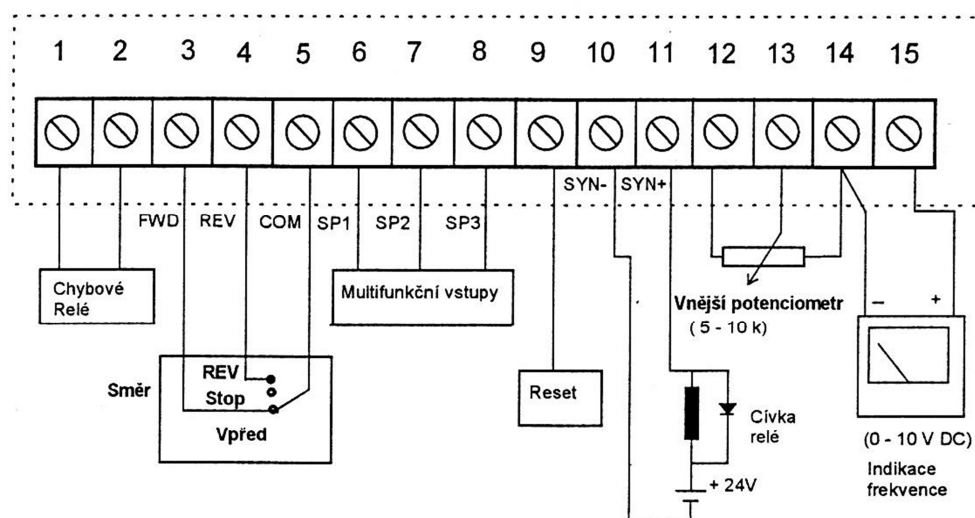 1 2 3 4 5 6 7 8 9 10 11 12 13 14 15
SYN- SYN+
FWD REV COM SP1 SP2 SP3
Chybové
Relé
Multifunkční vstupy
Vnější potenciometr
( 5 - 10 k)
– +
Směr
REV
Stop
Vpřed
Reset
Cívka
relé
+ 24V
(0 - 10 V DC)
Indikace
frekvence